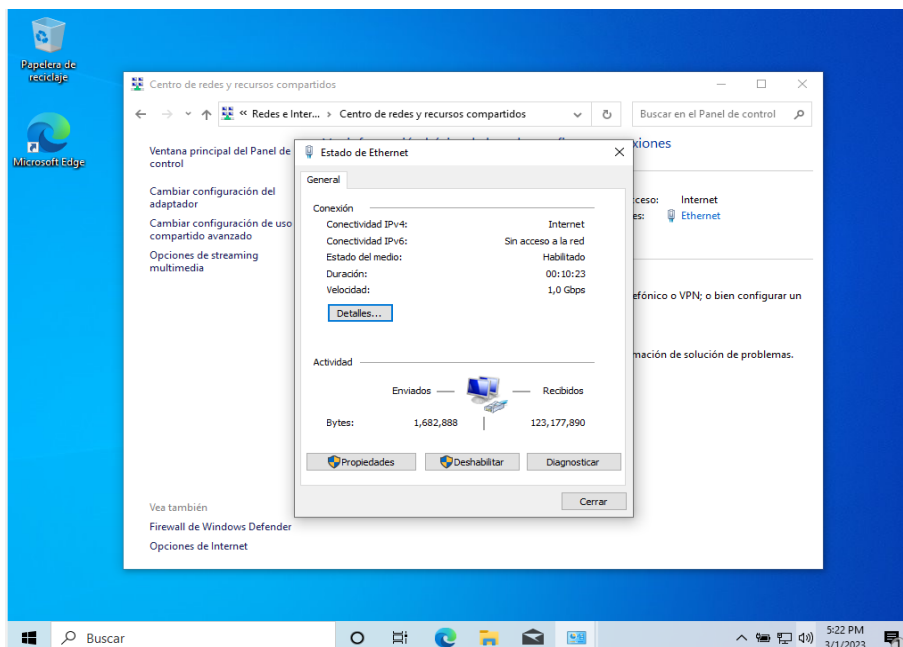 Papelera de
reciclaje
Microsoft Edge
Centro de redes y recursos compartidos
« Redes e Inter... › Centro de redes y recursos compartidos
Buscar en el Panel de control
Ventana principal del Panel de
control
Cambiar configuración del
adaptador
Cambiar configuración de uso
compartido avanzado
Opciones de streaming
multimedia
Vea también
Firewall de Windows Defender
Opciones de Internet
xiones
cceso: Internet
es: Ethernet
efónico o VPN; o bien configurar un
mación de solución de problemas.
Estado de Ethernet
General
Conexión
Conectividad IPv4: Internet
Conectividad IPv6: Sin acceso a la red
Estado del medio: Habilitado
Duración: 00:10:23
Velocidad: 1,0 Gbps
Detalles...
Actividad
Enviados — — Recibidos
Bytes: 1,682,888 | 123,177,890
Propiedades Deshabilitar Diagnosticar
Cerrar
Buscar
5:22 PM
3/1/2023